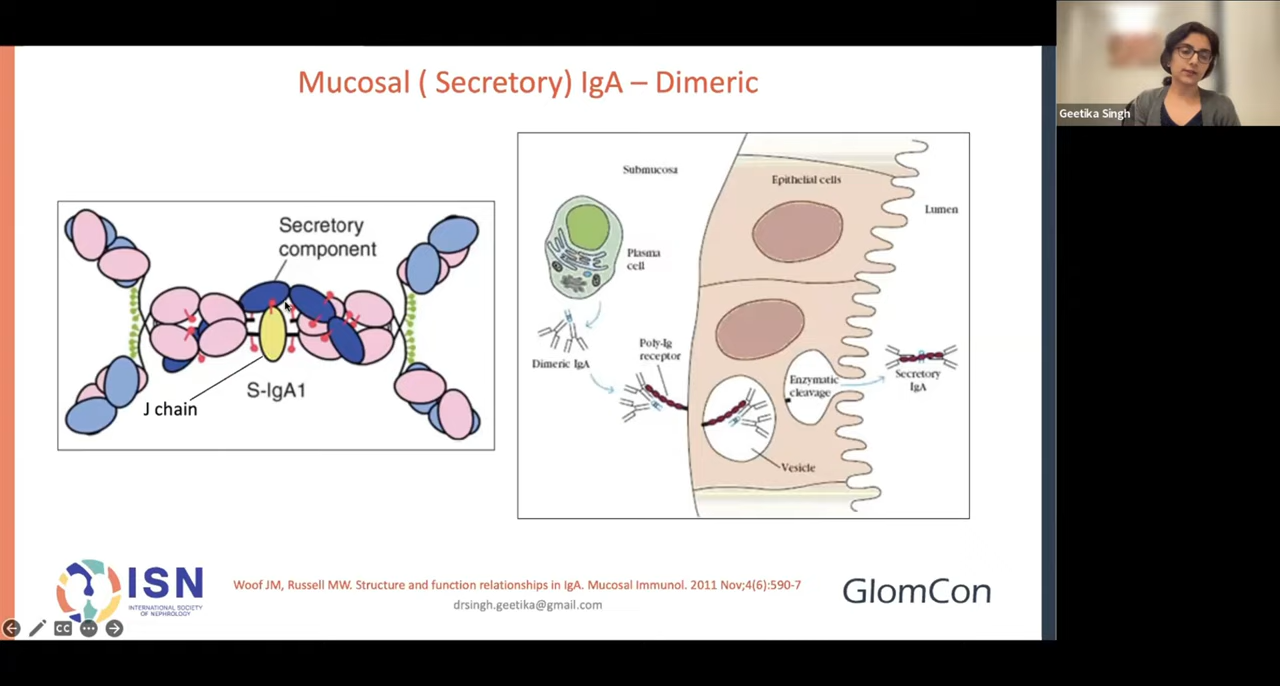 Mucosal ( Secretory) IgA – Dimeric
Secretory
component
S-IgA1
J chain
Submucosa
Epithelial cells
Lumen
Plasma
cell
Poly-Ig
receptor
Dimeric IgA
Enzymatic
cleavage
Secretory
IgA
Vesicle
ISN
INTERNATIONAL SOCIETY
OF NEPHROLOGY
Woof JM, Russell MW. Structure and function relationships in IgA. Mucosal Immunol. 2011 Nov;4(6):590-7
drsingh.geetika@gmail.com
GlomCon
CC
Geetika Singh